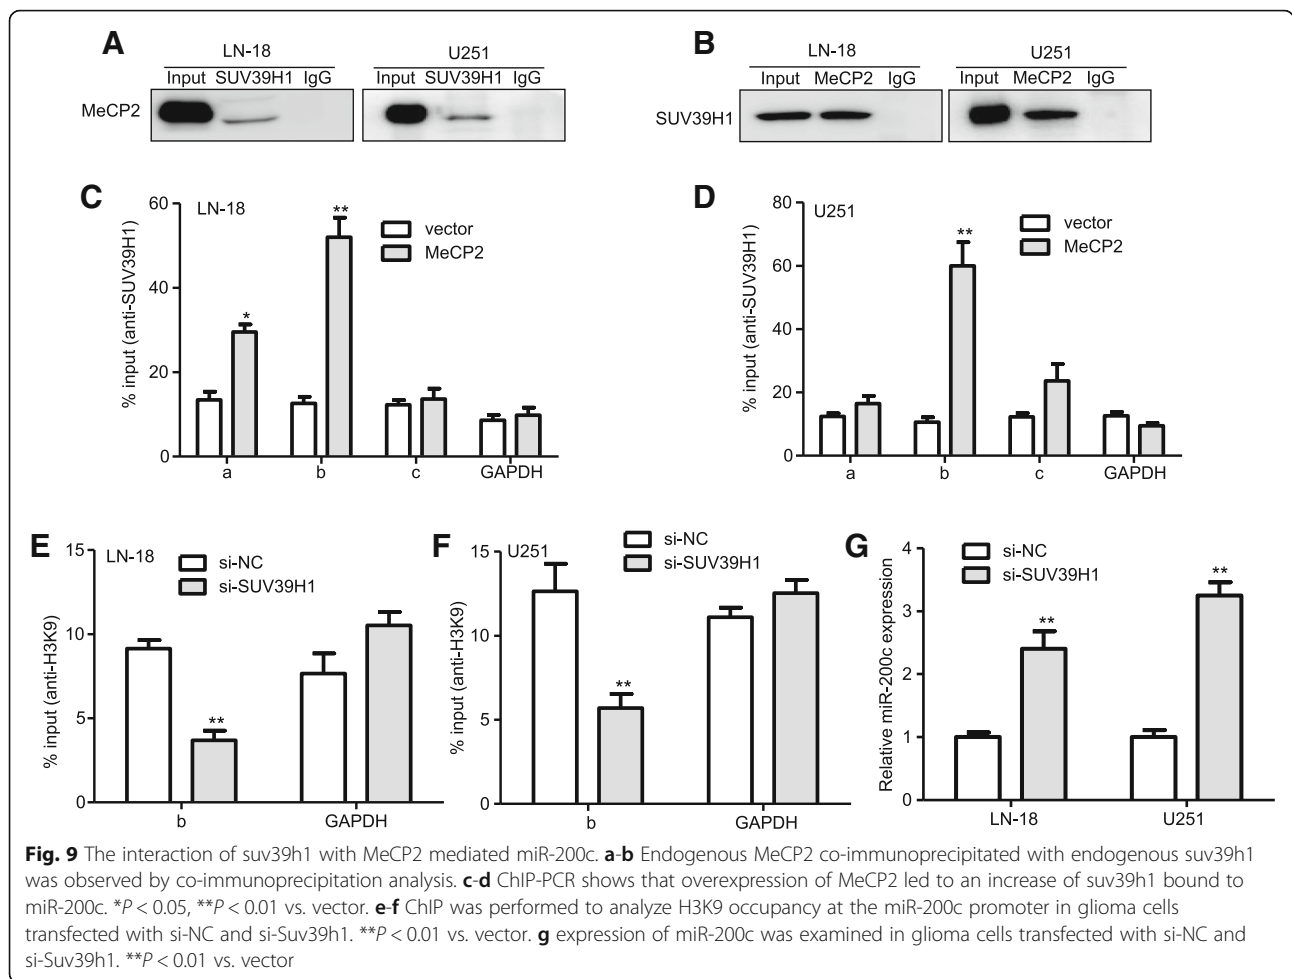 A
LN-18
U251
Input SUV39H1 IgG
Input SUV39H1 IgG
MeCP2
B
LN-18
U251
Input MeCP2 IgG
Input MeCP2 IgG
SUV39H1
C
LN-18
**
*
vector
MeCP2
% input (anti-SUV39H1)
60
40
20
0
a b c GAPDH
D
U251
**
vector
MeCP2
% input (anti-SUV39H1)
80
60
40
20
0
a b c GAPDH
E
LN-18
si-NC
si-SUV39H1
% input (anti-H3K9)
15
10
5
0
**
b GAPDH
F
U251
si-NC
si-SUV39H1
% input (anti-H3K9)
15
10
5
0
**
b GAPDH
G
si-NC
si-SUV39H1
Relative miR-200c expression
4
3
2
1
0
**
**
LN-18 U251
Fig. 9 The interaction of suv39h1 with MeCP2 mediated miR-200c. a-b Endogenous MeCP2 co-immunoprecipitated with endogenous suv39h1
was observed by co-immunoprecipitation analysis. c-d ChIP-PCR shows that overexpression of MeCP2 led to an increase of suv39h1 bound to
miR-200c. *P < 0.05, **P < 0.01 vs. vector. e-f ChIP was performed to analyze H3K9 occupancy at the miR-200c promoter in glioma cells
transfected with si-NC and si-Suv39h1. **P < 0.01 vs. vector. g expression of miR-200c was examined in glioma cells transfected with si-NC and
si-Suv39h1. **P < 0.01 vs. vector